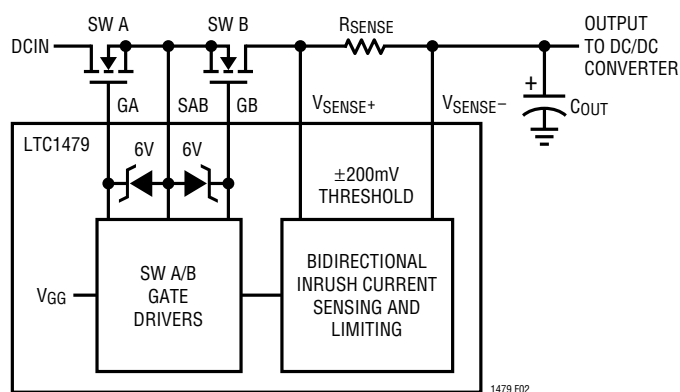 SW A
SW B
RSENSE
OUTPUT
TO DC/DC
CONVERTER
DCIN
+
COUT
GA
SAB
GB
VSENSE+
VSENSE–
LTC1479
6V
6V
±200mV
THRESHOLD
VGG
SW A/B
GATE
DRIVERS
BIDIRECTIONAL
INRUSH CURRENT
SENSING AND
LIMITING
1479 F02